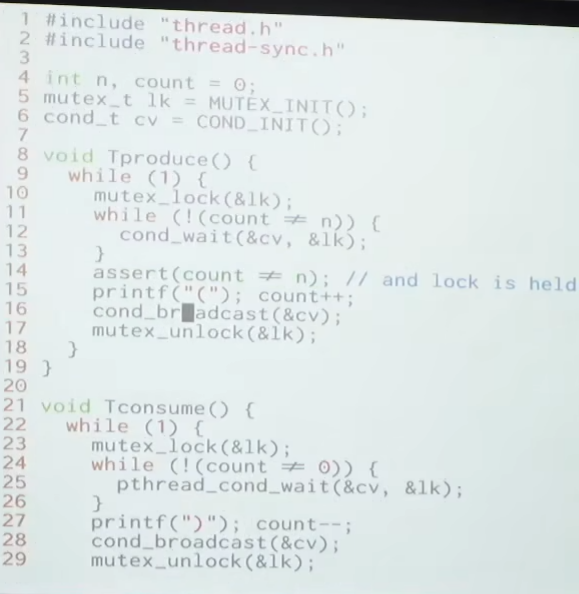 1 #include "thread.h"
2 #include "thread-sync.h"
3
4 int n, count = 0;
5 mutex_t lk = MUTEX_INIT();
6 cond_t cv = COND_INIT();
7
8 void Tproduce() {
9   while (1) {
10     mutex_lock(&lk);
11     while (!(count ≠ n)) {
12       cond_wait(&cv, &lk);
13     }
14     assert(count ≠ n); // and lock is held
15     printf("("); count++;
16     cond_br adcast(&cv);
17     mutex_unlock(&lk);
18   }
19 }
20
21 void Tconsume() {
22   while (1) {
23     mutex_lock(&lk);
24     while (!(count ≠ 0)) {
25       pthread_cond_wait(&cv, &lk);
26     }
27     printf(")"); count--;
28     cond_broadcast(&cv);
29     mutex_unlock(&lk);